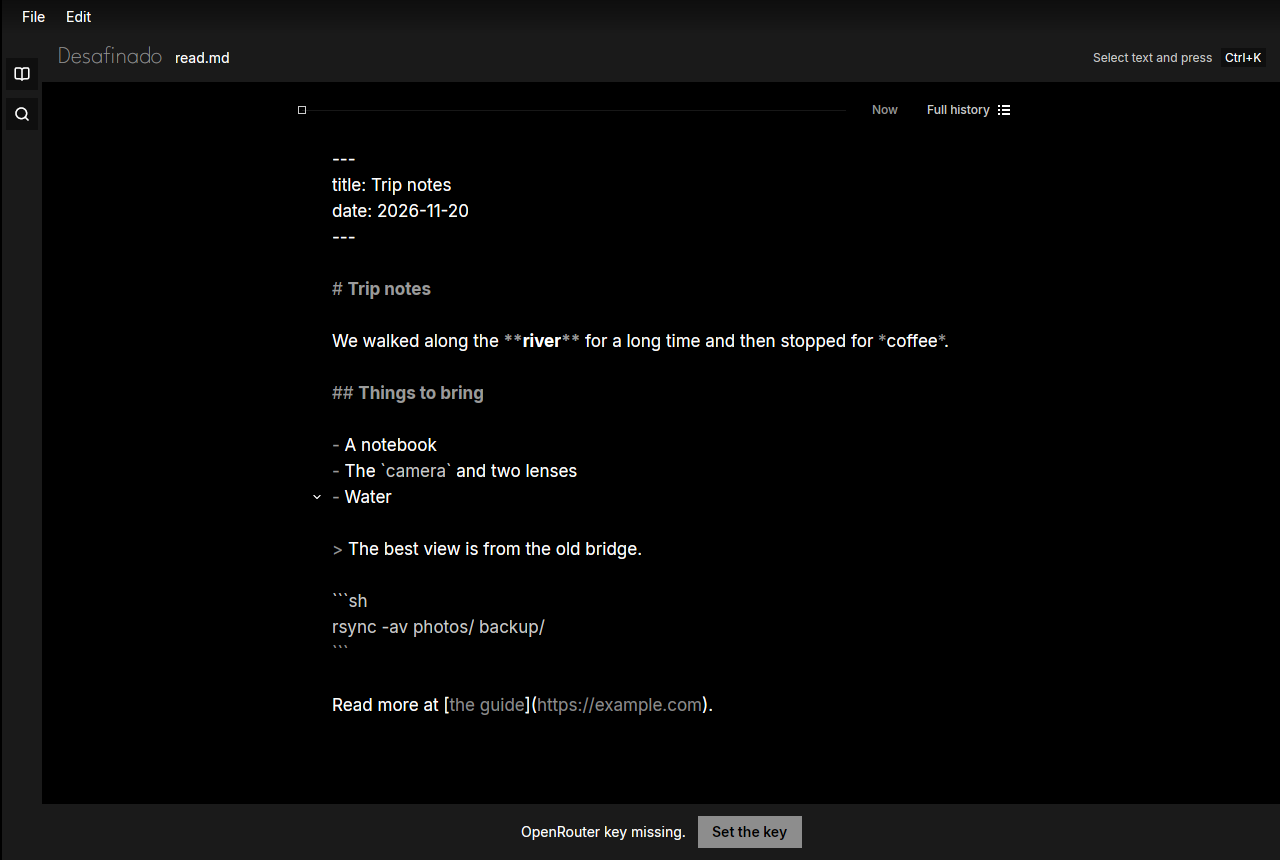 File Edit
Desafinado read.md Select text and press Ctrl+K
Now Full history
---
title: Trip notes
date: 2026-11-20
---
# Trip notes
We walked along the **river** for a long time and then stopped for *coffee*.
## Things to bring
- A notebook
- The `camera` and two lenses
- Water
> The best view is from the old bridge.
```sh
rsync -av photos/ backup/
```
Read more at [the guide](https://example.com).
OpenRouter key missing. Set the key